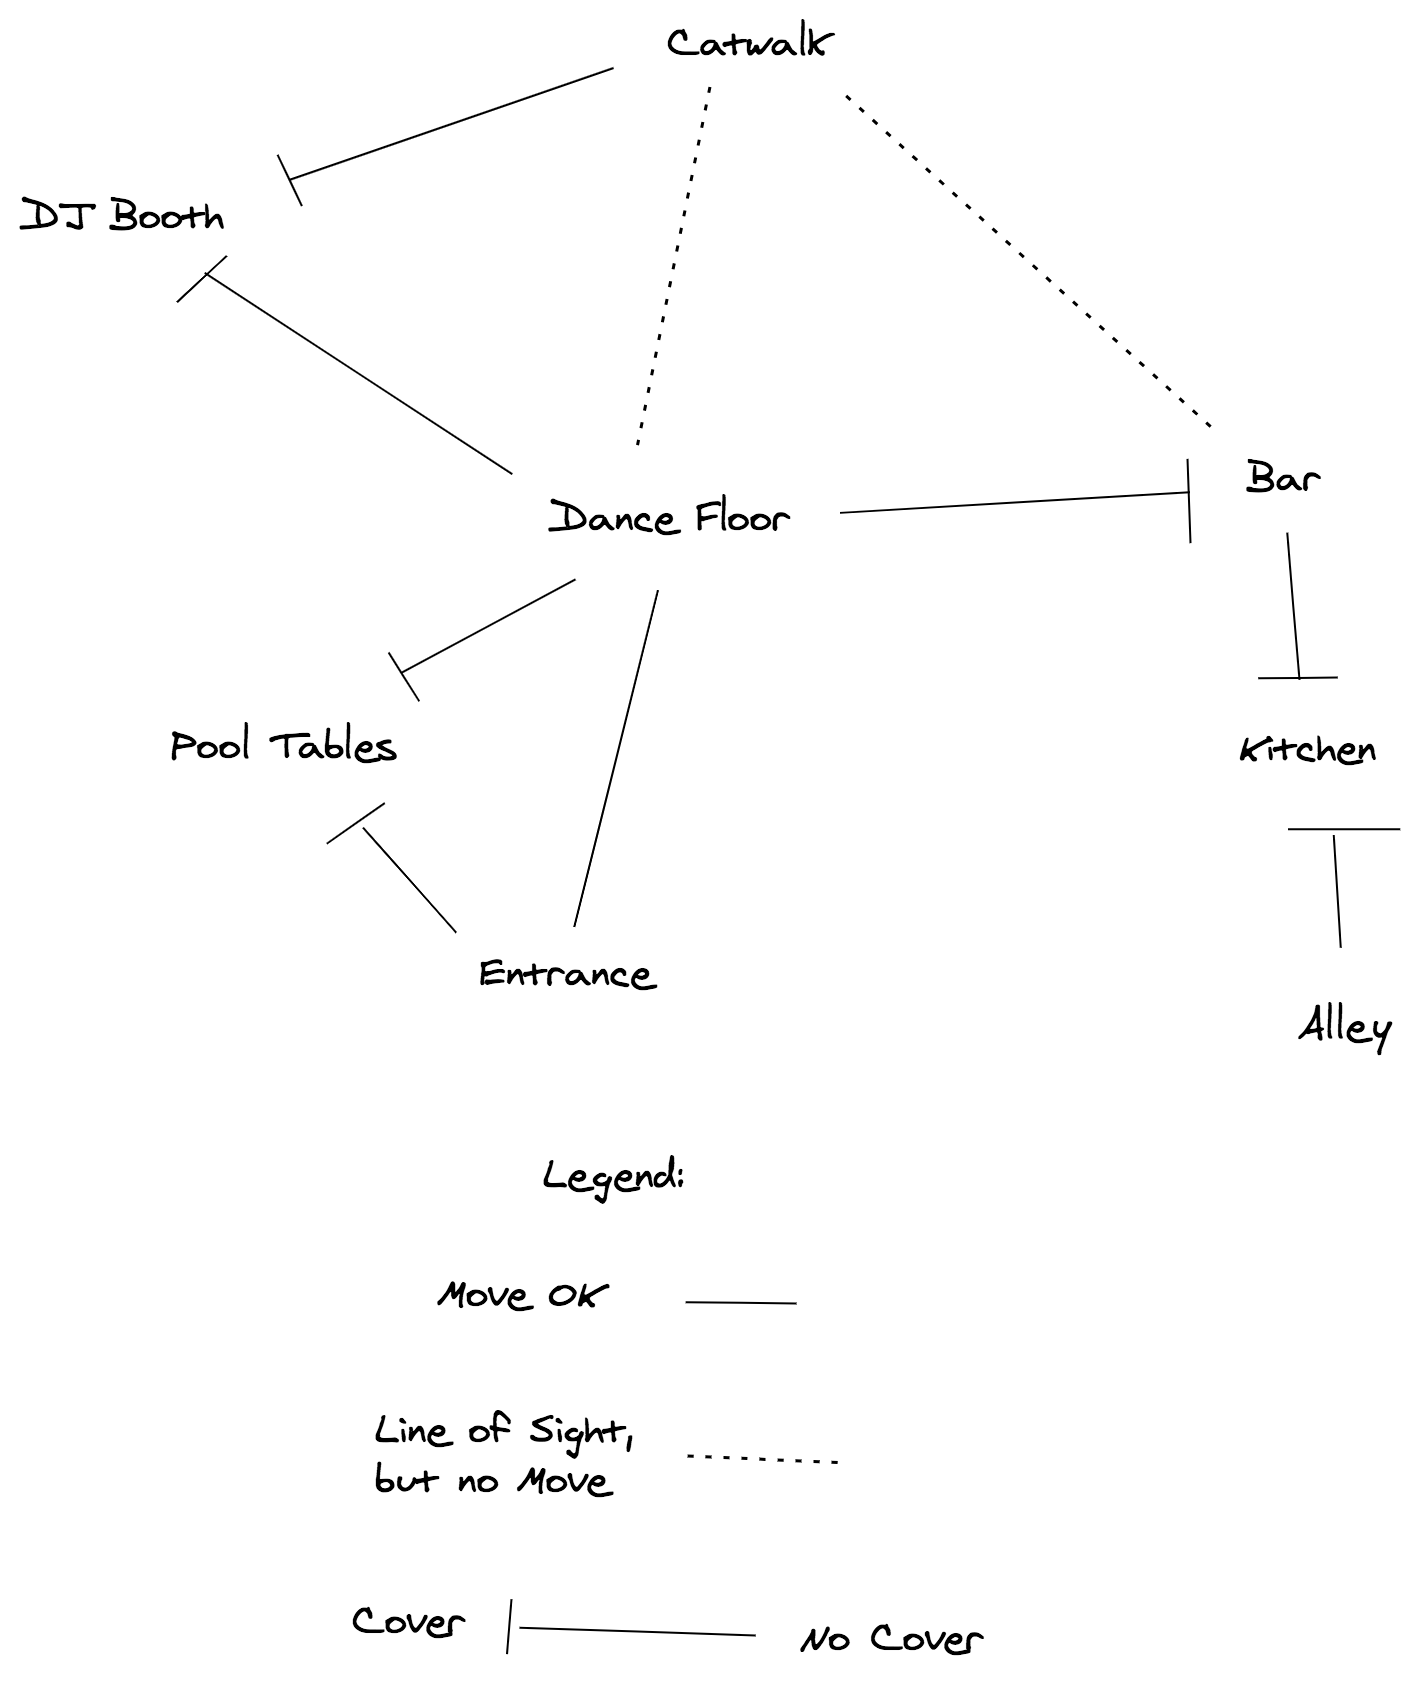 Catwalk
DJ Booth
Bar
Dance Floor
Pool Tables
Kitchen
Entrance
Alley
Legend:
Move OK
Line of Sight,
but no Move
Cover
No Cover